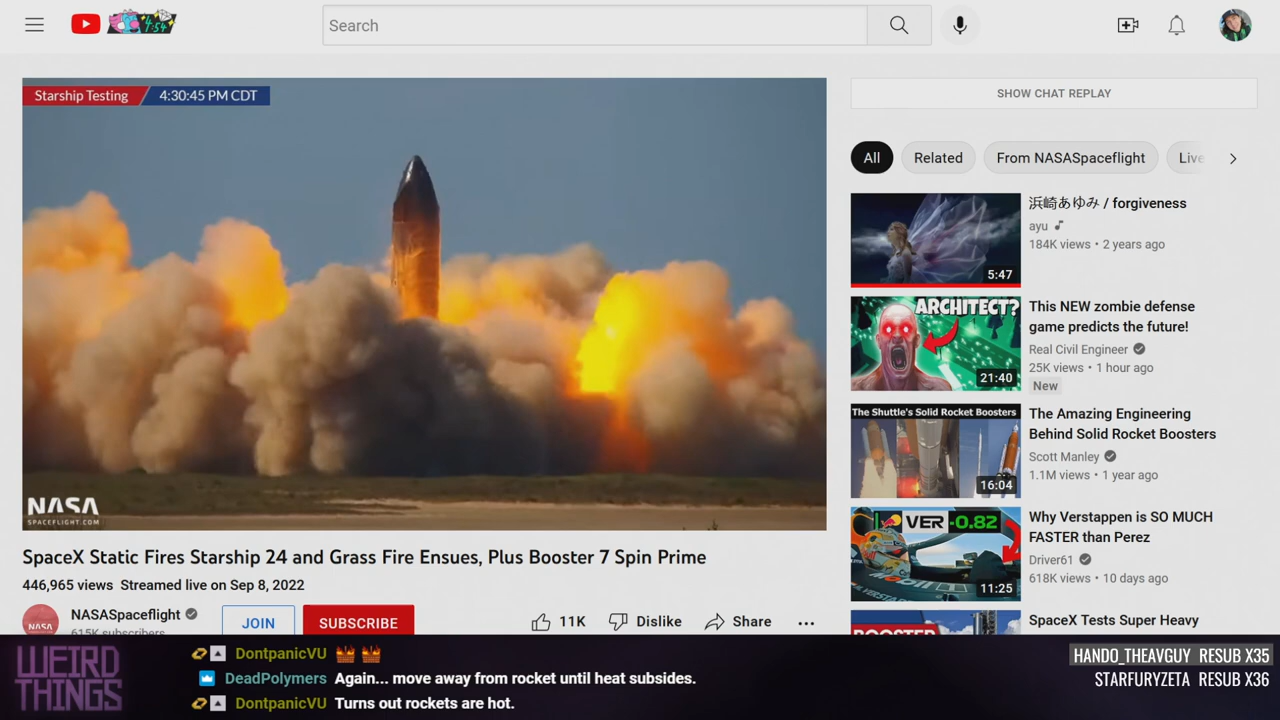 4:54
Search
Starship Testing
4:30:45 PM CDT
NASA
SPACEFLIGHT.COM
SpaceX Static Fires Starship 24 and Grass Fire Ensues, Plus Booster 7 Spin Prime
446,965 views Streamed live on Sep 8, 2022
NASA
NASASpaceflight
615K subscribers
JOIN
SUBSCRIBE
11K
Dislike
Share
SHOW CHAT REPLAY
All
Related
From NASASpaceflight
Live
5:47
浜崎あゆみ / forgiveness
ayu
184K views • 2 years ago
ARCHITECT?
21:40
This NEW zombie defense
game predicts the future!
Real Civil Engineer
25K views • 1 hour ago
New
The Shuttle's Solid Rocket Boosters
16:04
The Amazing Engineering
Behind Solid Rocket Boosters
Scott Manley
1.1M views • 1 year ago
VER -0.82
11:25
Why Verstappen is SO MUCH
FASTER than Perez
Driver61
618K views • 10 days ago
BOOSTER
SpaceX Tests Super Heavy
WEIRD
THINGS
DontpanicVU
DeadPolymers Again... move away from rocket until heat subsides.
DontpanicVU Turns out rockets are hot.
HANDO_THEAVGUY RESUB X35
STARFURYZETA RESUB X36